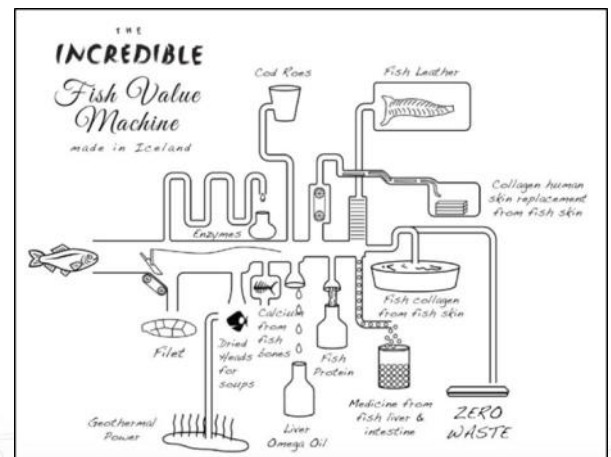 THE
INCREDIBLE
Fish Value
Machine
made in Iceland
Cod Roes
Fish Leather
Collagen human
skin replacement
from fish skin
Enzymes
Filet
Dried
Heads
for
soups
Calcium
from
fish
bones
Fish
Protein
Fish collagen
from fish skin
Geothermal
Power
Liver
Omega Oil
Medicine from
fish liver &
intestine
ZERO
WASTE